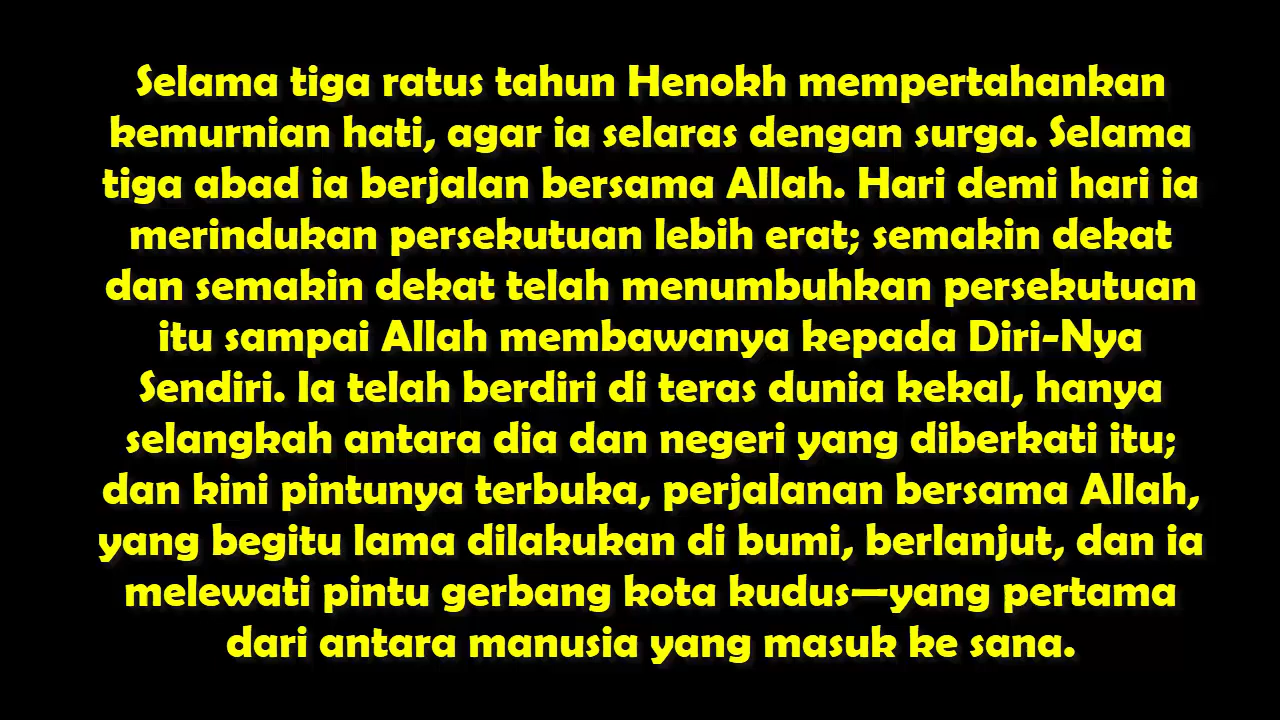 Selama tiga ratus tahun Henokh mempertahankan
kemurnian hati, agar ia selaras dengan surga. Selama
tiga abad ia berjalan bersama Allah. Hari demi hari ia
merindukan persekutuan lebih erat; semakin dekat
dan semakin dekat telah menumbuhkan persekutuan
itu sampai Allah membawanya kepada Diri-Nya
Sendiri. Ia telah berdiri di teras dunia kekal, hanya
selangkah antara dia dan negeri yang diberkati itu;
dan kini pintunya terbuka, perjalanan bersama Allah,
yang begitu lama dilakukan di bumi, berlanjut, dan ia
melewati pintu gerbang kota kudus—yang pertama
dari antara manusia yang masuk ke sana.